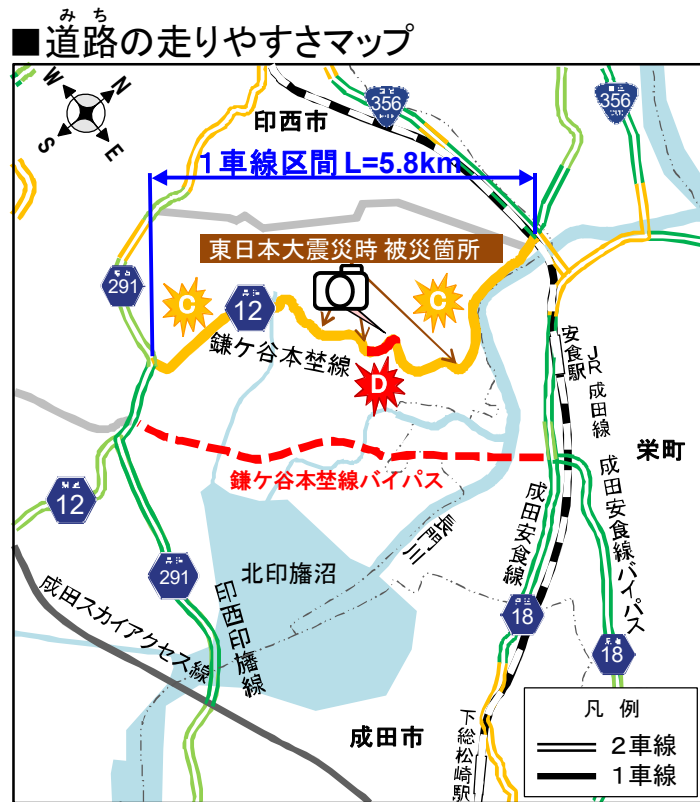 みち
■道路の走りやすさマップ
N
W
S
E
356
356
印西市
1車線区間 L=5.8km
東日本大震災時 被災箇所
291
C
12
C
鎌ケ谷本埜線
D
安食駅
JR 成田線
栄町
鎌ケ谷本埜線バイパス
12
長門川
成田安食線
成田安食線バイパス
291
北印旛沼
印西印旛線
成田スカイアクセス線
18
18
成田市
下総松崎駅
凡 例
2車線
1車線